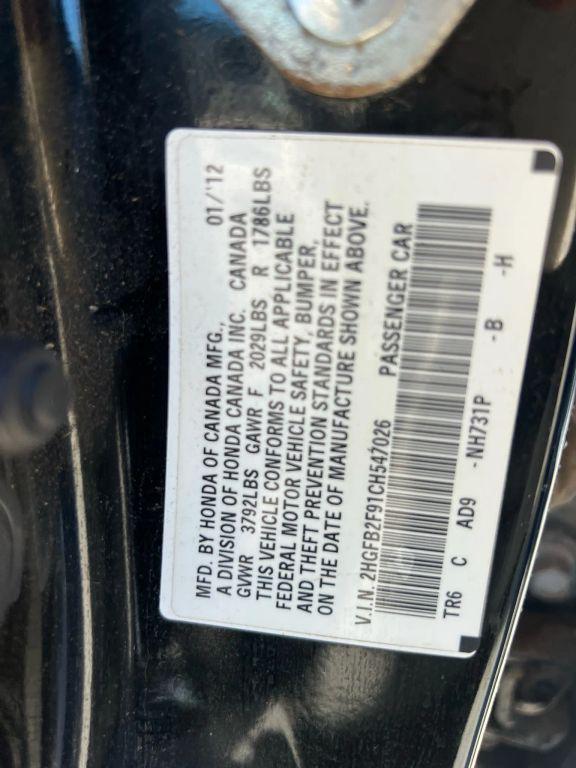 MFD. BY HONDA OF CANADA MFG., 01/'12
A DIVISION OF HONDA CANADA INC. CANADA
GVWR 3792LBS GAWR F 2029LBS R 1786LBS
THIS VEHICLE CONFORMS TO ALL APPLICABLE
FEDERAL MOTOR VEHICLE SAFETY, BUMPER,
AND THEFT PREVENTION STANDARDS IN EFFECT
ON THE DATE OF MANUFACTURE SHOWN ABOVE.
V.I.N. 2HGFB2F91CH547026 PASSENGER CAR
TR6 C AD9 -NH731P -B -H